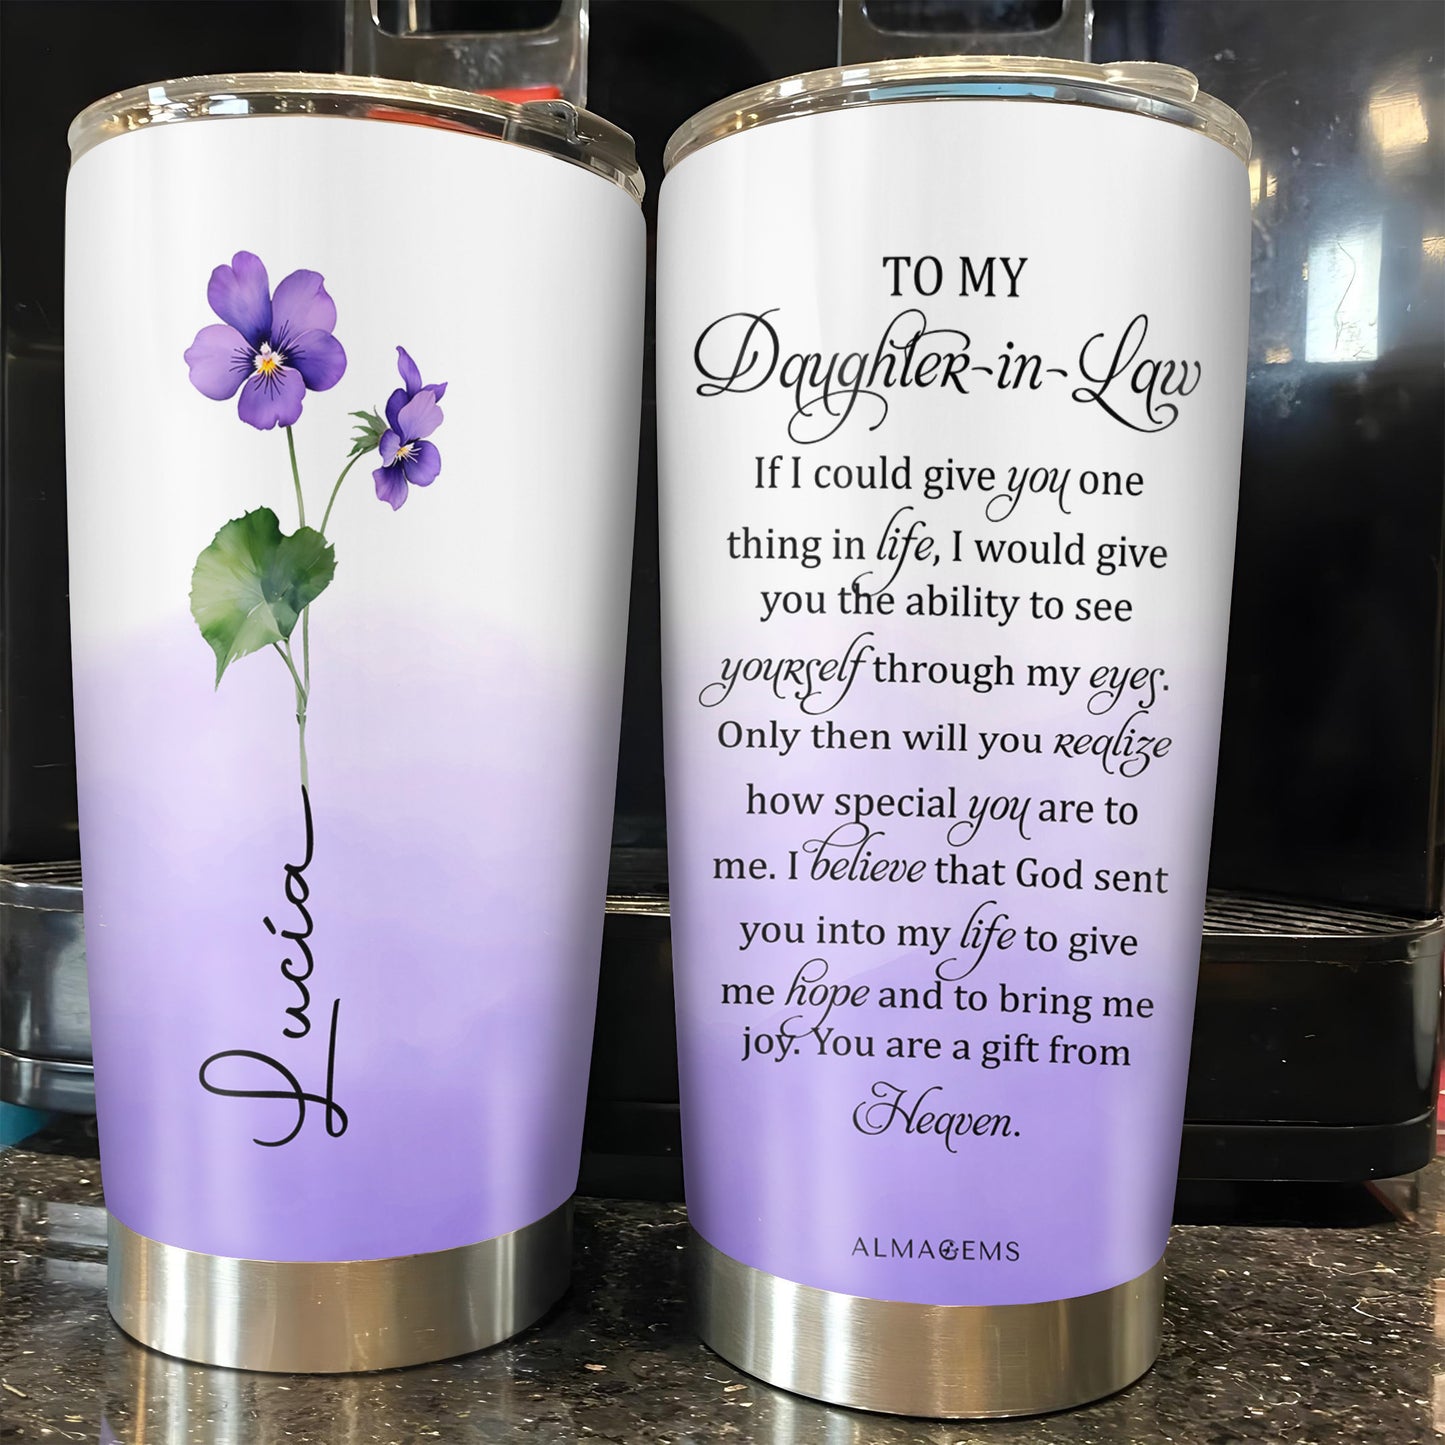 Lucía
TO MY
Daughter-in-Law
If I could give you one
thing in life, I would give
you the ability to see
yourself through my eyes.
Only then will you realize
how special you are to
me. I believe that God sent
you into my life to give
me hope and to bring me
joy. You are a gift from
Heaven.
ALMAGEMS